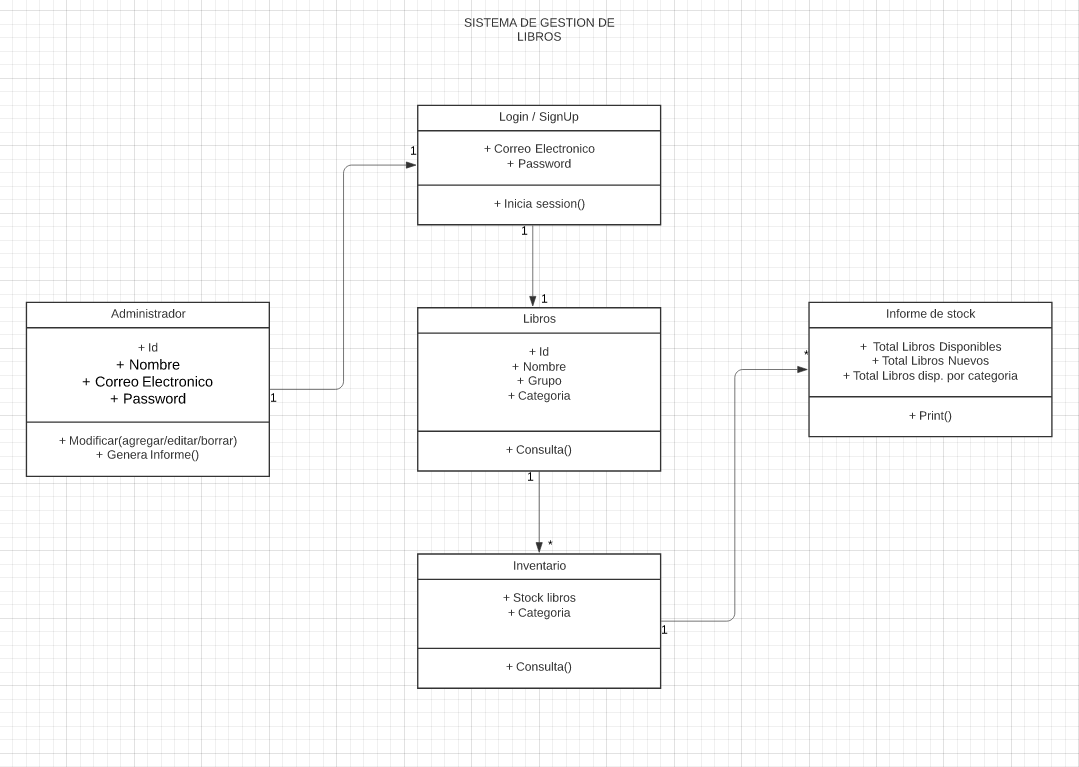 SISTEMA DE GESTION DE
LIBROS
Login / SignUp
+ Correo Electronico
+ Password
+ Inicia session()
1
1
1
Administrador
+ Id
+ Nombre
+ Correo Electronico
+ Password
+ Modificar(agregar/editar/borrar)
+ Genera Informe()
1
Libros
+ Id
+ Nombre
+ Grupo
+ Categoria
+ Consulta()
1
*
Inventario
+ Stock libros
+ Categoria
+ Consulta()
1
*
Informe de stock
+ Total Libros Disponibles
+ Total Libros Nuevos
+ Total Libros disp. por categoria
+ Print()